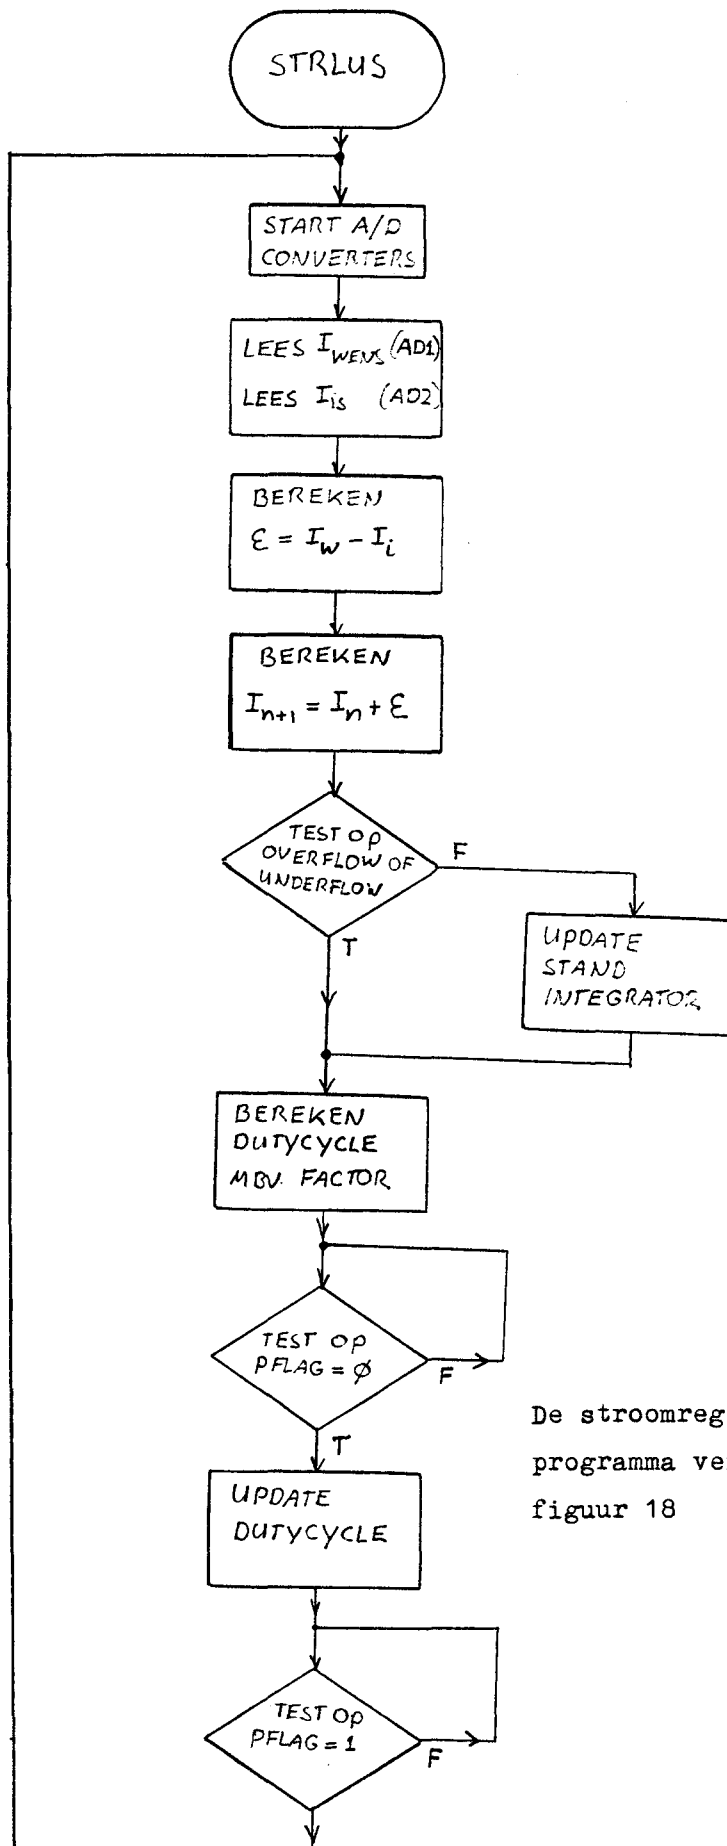 STRLUS
START A/D
CONVERTERS
LEES I_WENS (AD1)
LEES I_is (AD2)
BEREKEN
ε = I_w - I_i
BEREKEN
I_n+1 = I_n + ε
TEST OP
OVERFLOW OF
UNDERFLOW
F
T
UPDATE
STAND
INTEGRATOR
BEREKEN
DUTYCYCLE
MBV. FACTOR
TEST OP
PFLAG = Ø
F
T
De stroomreg
programma ve
figuur 18
UPDATE
DUTYCYCLE
TEST OP
PFLAG = 1
F